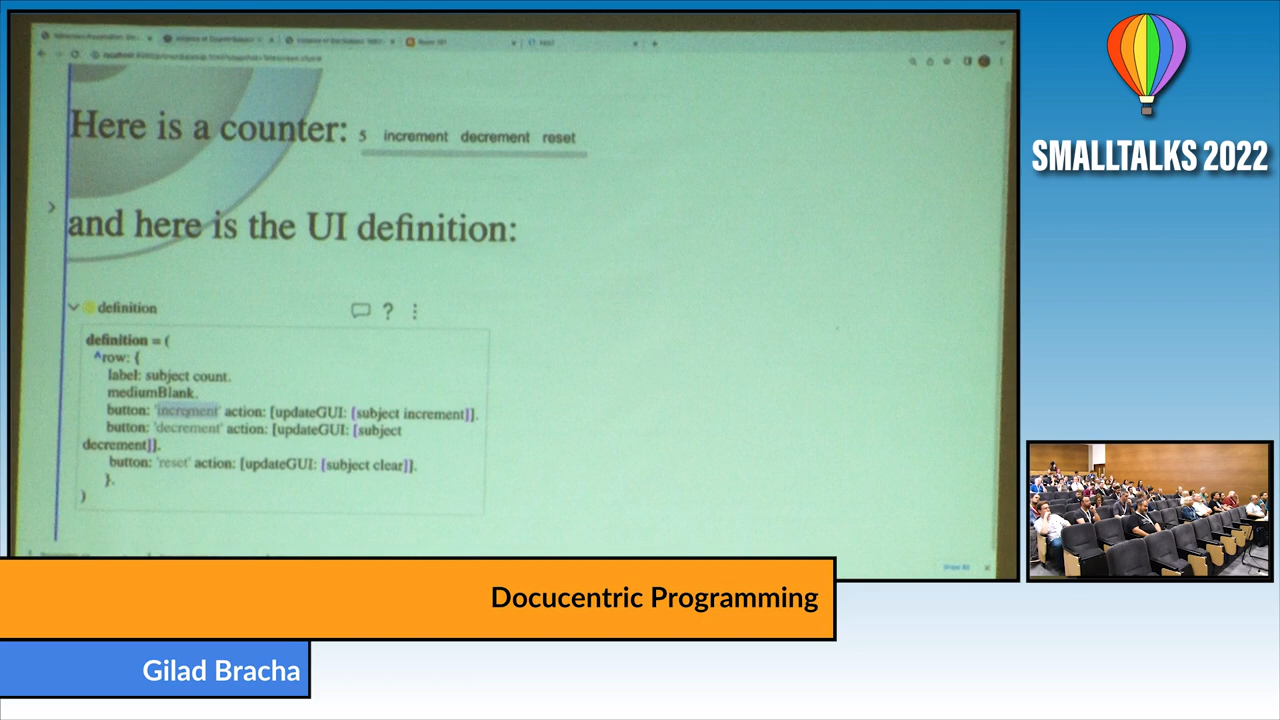 SMALLTALKS 2022
Here is a counter: 5 increment decrement reset
and here is the UI definition:
definition ?
definition = (
^row: {
label: subject count.
mediumBlank.
button: 'increment' action: [updateGUI: [subject increment]].
button: 'decrement' action: [updateGUI: [subject
decrement]].
button: 'reset' action: [updateGUI: [subject clear]].
}.
)
Show All
Docucentric Programming
Gilad Bracha